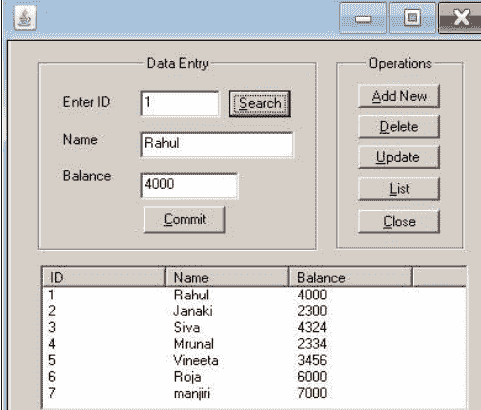 Data Entry
Enter ID 1 Search
Name Rahul
Balance 4000
Commit
Operations
Add New
Delete
Update
List
Close
ID Name Balance
1 Rahul 4000
2 Janaki 2300
3 Siva 4324
4 Mrunal 2334
5 Vineeta 3456
6 Roja 6000
7 manjiri 7000